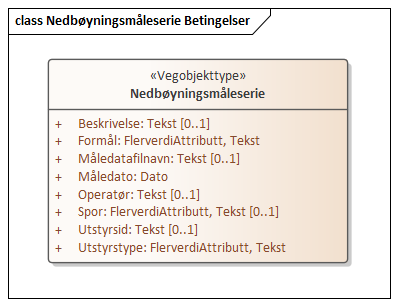 class Nedbøyningsmåleserie Betingelser
«Vegobjekttype»
Nedbøyningsmåleserie
+ Beskrivelse: Tekst [0..1]
+ Formål: FlerverdiAttributt, Tekst
+ Måledatafilnavn: Tekst [0..1]
+ Måledato: Dato
+ Operatør: Tekst [0..1]
+ Spor: FlerverdiAttributt, Tekst [0..1]
+ Utstyrsid: Tekst [0..1]
+ Utstyrstype: FlerverdiAttributt, Tekst